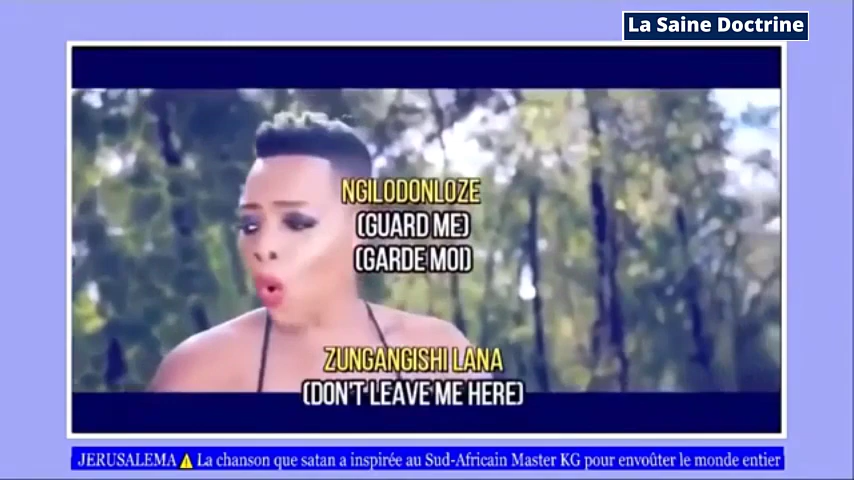 La Saine Doctrine
NGILODONLOZE
(GUARD ME)
(GARDE MOI)
ZUNGANGISHI LANA
(DON'T LEAVE ME HERE)
JERUSALEMA⚠ La chanson que satan a inspirée au Sud-Africain Master KG pour envoûter le monde entier